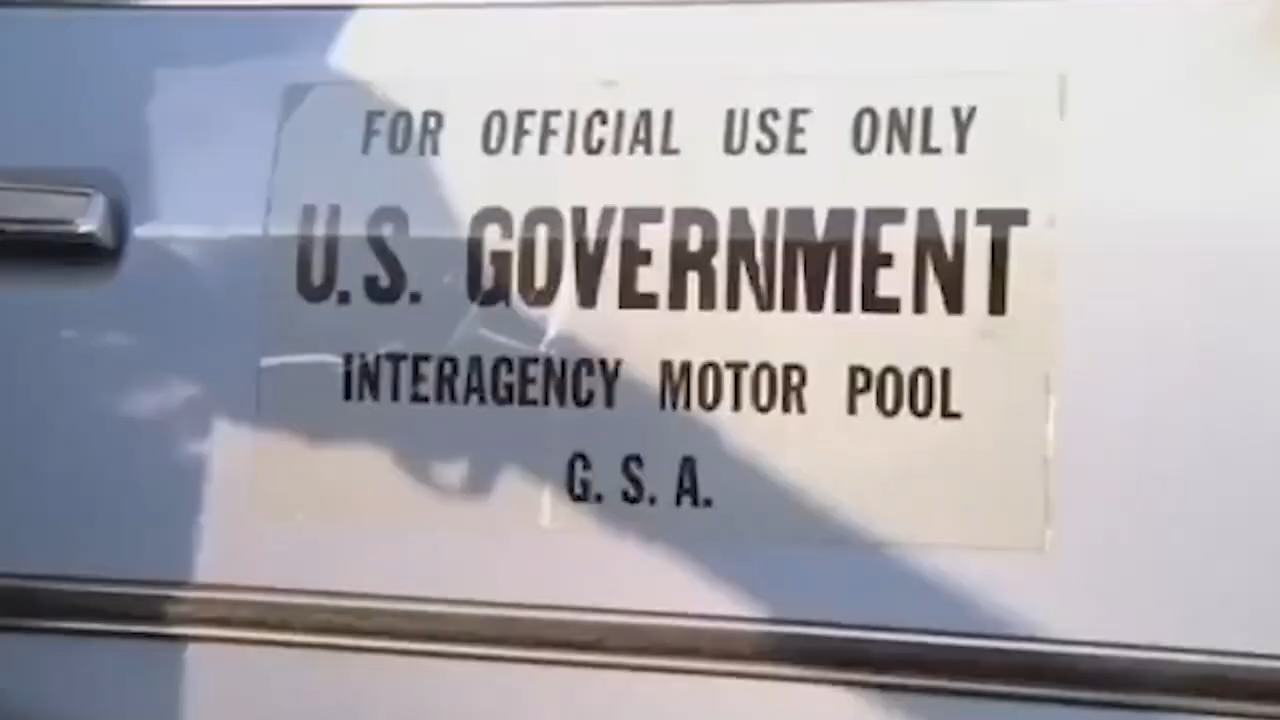 FOR OFFICIAL USE ONLY
U.S. GOVERNMENT
INTERAGENCY MOTOR POOL
G. S. A.